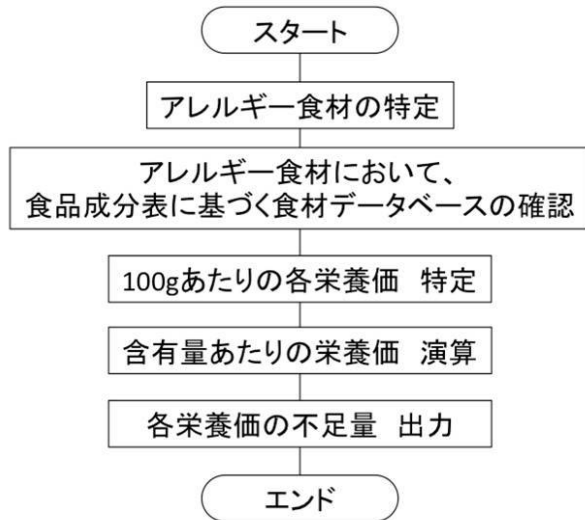 スタート
アレルギー食材の特定
アレルギー食材において、
食品成分表に基づく食材データベースの確認
100gあたりの各栄養価 特定
含有量あたりの栄養価 演算
各栄養価の不足量 出力
エンド